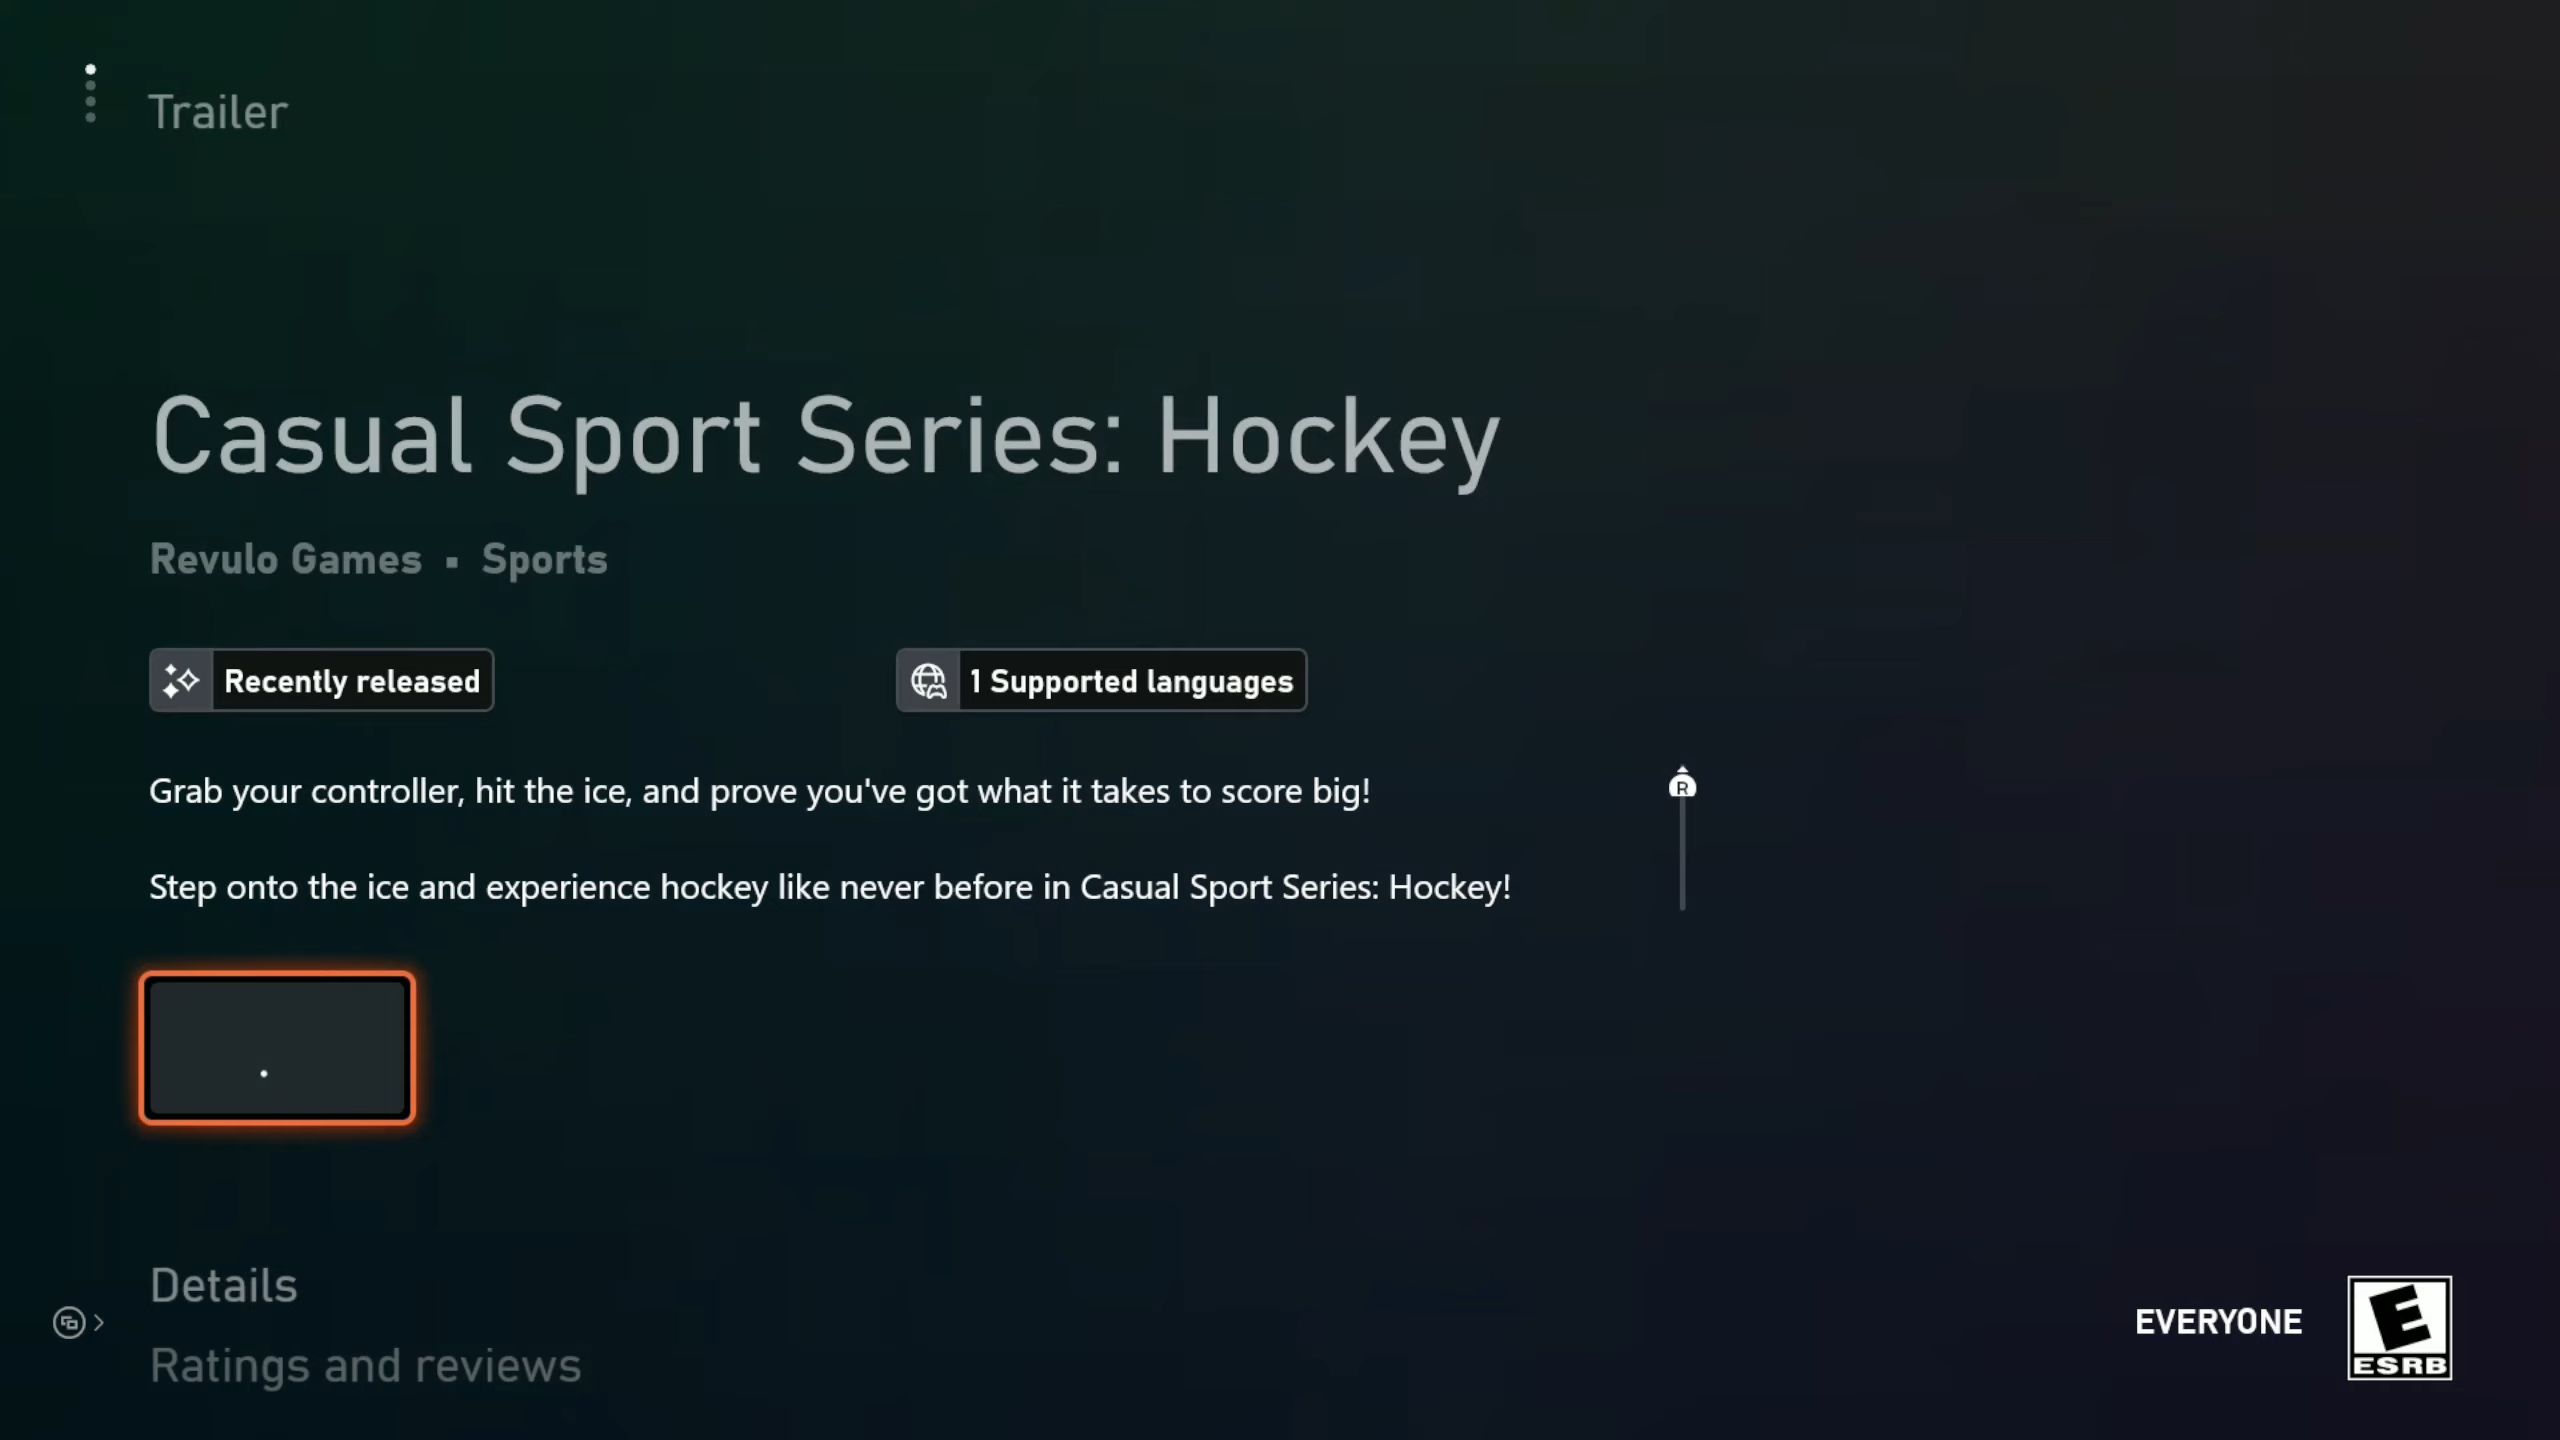 Trailer
Casual Sport Series: Hockey
Revulo Games ▪ Sports
Recently released
1 Supported languages
Grab your controller, hit the ice, and prove you've got what it takes to score big!
R
Step onto the ice and experience hockey like never before in Casual Sport Series: Hockey!
Details
Ratings and reviews
EVERYONE
E
ESRB